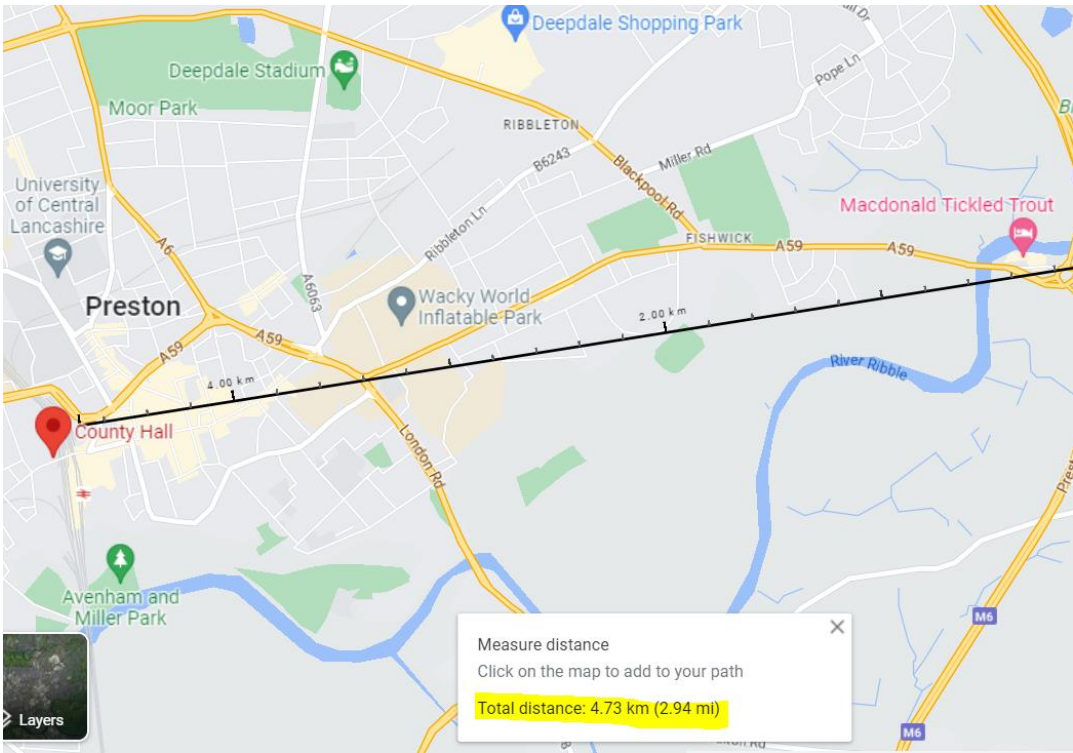 Deepdale Shopping Park
Deepdale Stadium
Pope Ln
Moor Park
RIBBLETON
B6243
Miller Rd
Blackpool Rd
University
of Central
Lancashire
Macdonald Tickled Trout
A6
Ribbleton Ln
FISHWICK
A59
A59
A6063
Preston
Wacky World
Inflatable Park
2.00 km
A59
A59
River Ribble
4.00 km
County Hall
London Rd
Avenham and
Miller Park
M6
Measure distance
Click on the map to add to your path
Total distance: 4.73 km (2.94 mi)
Layers
M6